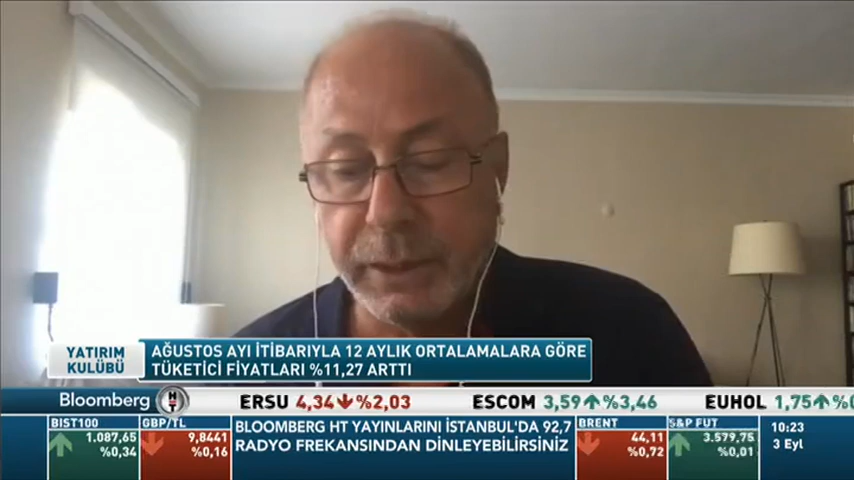 YATIRIM
KULÜBÜ
AĞUSTOS AYI İTİBARIYLA 12 AYLIK ORTALAMALARA GÖRE
TÜKETİCİ FİYATLARI %11,27 ARTTI
Bloomberg HT
ERSU 4,34 %2,03
ESCOM 3,59 %3,46
EUHOL 1,75
BIST100
1.087,65
%0,34
GBP/TL
9,8441
%0,16
BLOOMBERG HT YAYINLARINI İSTANBUL'DA 92,7
RADYO FREKANSINDAN DİNLEYEBİLİRSİNİZ
BRENT
44,11
%0,72
S&P FUT
3.579,75
%0,01
10:23
3 Eyl